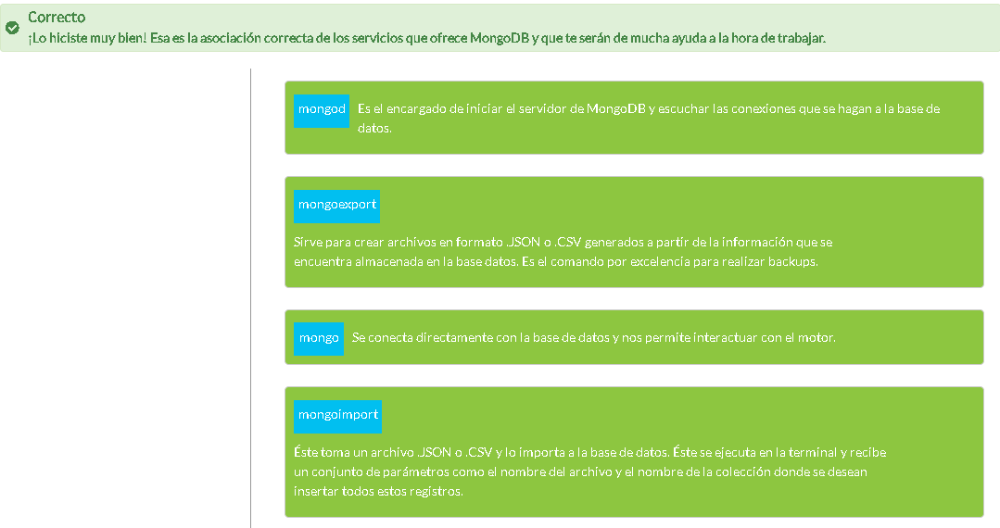 Correcto
¡Lo hiciste muy bien! Esa es la asociación correcta de los servicios que ofrece MongoDB y que te serán de mucha ayuda a la hora de trabajar.
mongod Es el encargado de iniciar el servidor de MongoDB y escuchar las conexiones que se hagan a la base de
datos.
mongoexport
Sirve para crear archivos en formato .JSON o .CSV generados a partir de la información que se
encuentra almacenada en la base datos. Es el comando por excelencia para realizar backups.
mongo Se conecta directamente con la base de datos y nos permite interactuar con el motor.
mongoimport
Éste toma un archivo .JSON o .CSV y lo importa a la base de datos. Éste se ejecuta en la terminal y recibe
un conjunto de parámetros como el nombre del archivo y el nombre de la colección donde se desean
insertar todos estos registros.